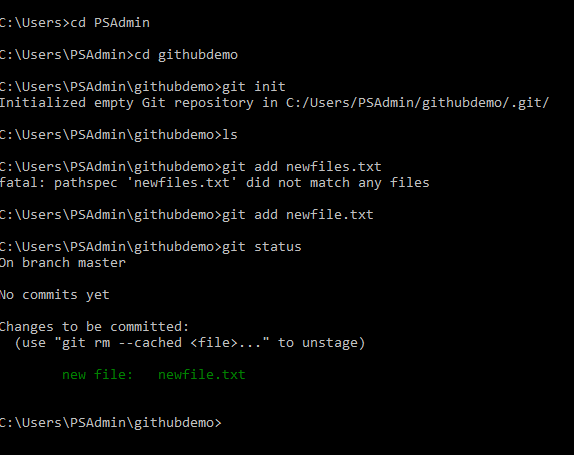 C:\Users>cd PSAdmin
C:\Users\PSAdmin>cd githubdemo
C:\Users\PSAdmin\githubdemo>git init
Initialized empty Git repository in C:/Users/PSAdmin/githubdemo/.git/
C:\Users\PSAdmin\githubdemo>ls
C:\Users\PSAdmin\githubdemo>git add newfiles.txt
fatal: pathspec 'newfiles.txt' did not match any files
C:\Users\PSAdmin\githubdemo>git add newfile.txt
C:\Users\PSAdmin\githubdemo>git status
On branch master
No commits yet
Changes to be committed:
  (use "git rm --cached <file>..." to unstage)
        new file:   newfile.txt
C:\Users\PSAdmin\githubdemo>